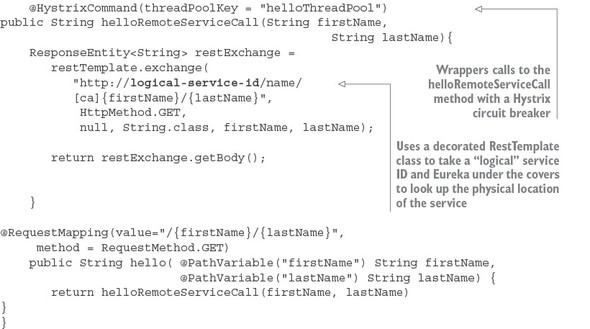 @HystrixCommand(threadPoolKey = "helloThreadPool")
public String helloRemoteServiceCall(String firstName,
String lastName){
ResponseEntity<String> restExchange =
restTemplate.exchange(
"http://logical-service-id/name/
[ca]{firstName}/{lastName}",
HttpMethod.GET,
null, String.class, firstName, lastName);
return restExchange.getBody();
}
@RequestMapping(value="/{firstName}/{lastName}",
method = RequestMethod.GET)
public String hello( @PathVariable("firstName") String firstName,
@PathVariable("lastName") String lastName) {
return helloRemoteServiceCall(firstName, lastName)
}
}
Wrappers calls to the
helloRemoteServiceCall
method with a Hystrix
circuit breaker
Uses a decorated RestTemplate
class to take a “logical” service
ID and Eureka under the covers
to look up the physical location
of the service